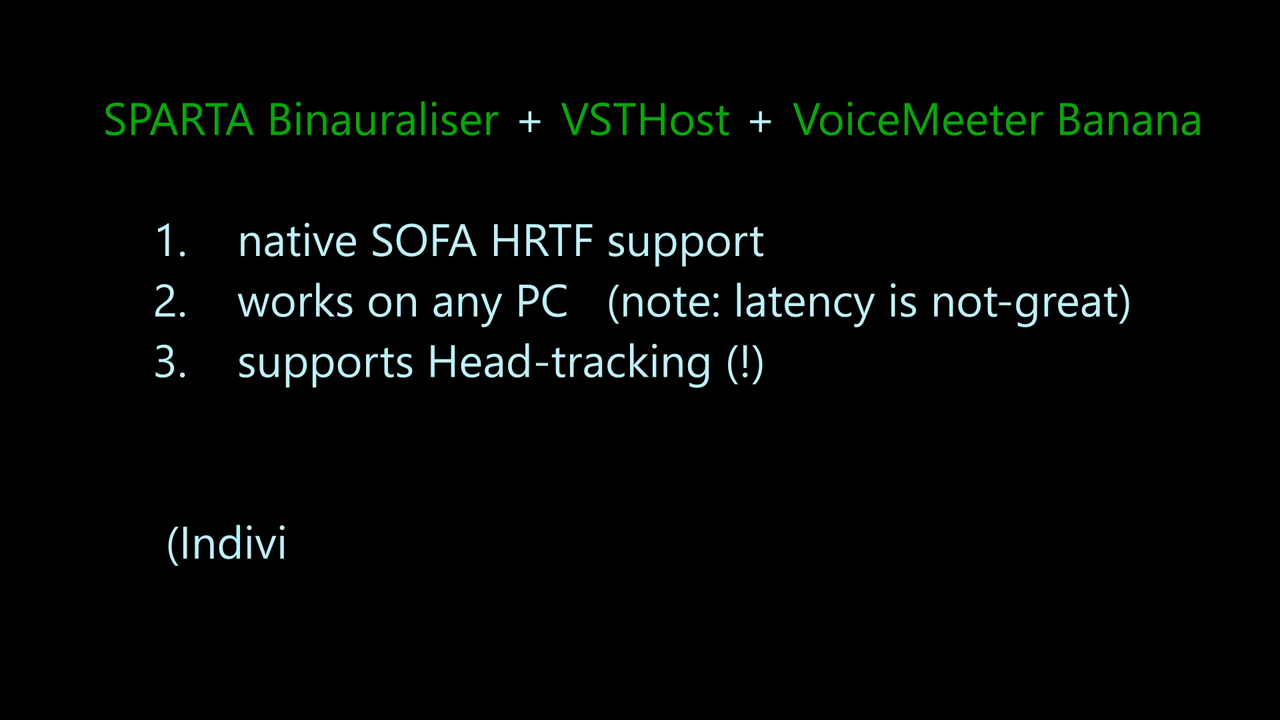 SPARTA Binauraliser + VSTHost + VoiceMeeter Banana
1. native SOFA HRTF support
2. works on any PC (note: latency is not-great)
3. supports Head-tracking (!)
(Indivi